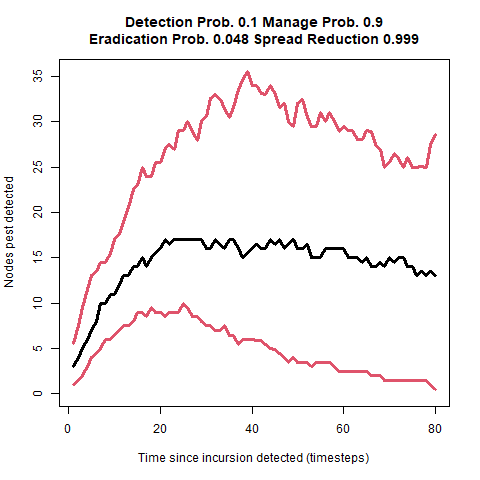 Detection Prob. 0.1 Manage Prob. 0.9
Eradication Prob. 0.048 Spread Reduction 0.999
Nodes pest detected
35
30
25
20
15
10
5
0
0 20 40 60 80
Time since incursion detected (timesteps)